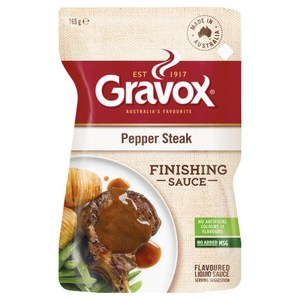 165 g e
MADE IN
AUSTRALIA
EST 1917
Gravox®
AUSTRALIA'S FAVOURITE
Pepper Steak
FINISHING
SAUCE
NO ARTIFICIAL
COLOURS or
FLAVOURS
NO ADDED MSG
FLAVOURED
LIQUID SAUCE
SERVING SUGGESTION